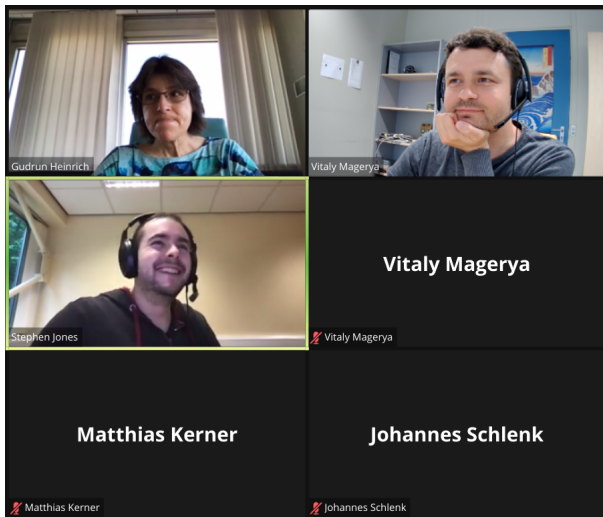 Gudrun Heinrich
Vitaly Magerya
Stephen Jones
Vitaly Magerya
Vitaly Magerya
Matthias Kerner
Matthias Kerner
Johannes Schlenk
Johannes Schlenk